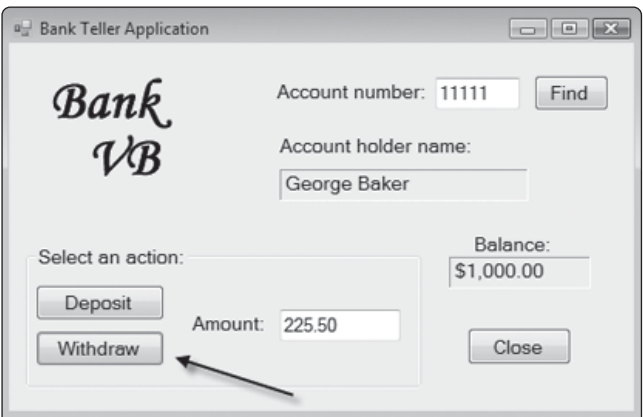 Bank Teller Application
Bank
VB
Account number: 11111 Find
Account holder name:
George Baker
Select an action:
Deposit
Withdraw
Amount: 225.50
Balance:
$1,000.00
Close